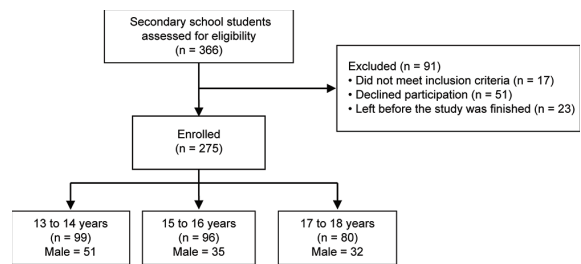 Secondary school students
assessed for eligibility
(n = 366)
Excluded (n = 91)
• Did not meet inclusion criteria (n = 17)
• Declined participation (n = 51)
• Left before the study was finished (n = 23)
Enrolled
(n = 275)
13 to 14 years
(n = 99)
Male = 51
15 to 16 years
(n = 96)
Male = 35
17 to 18 years
(n = 80)
Male = 32